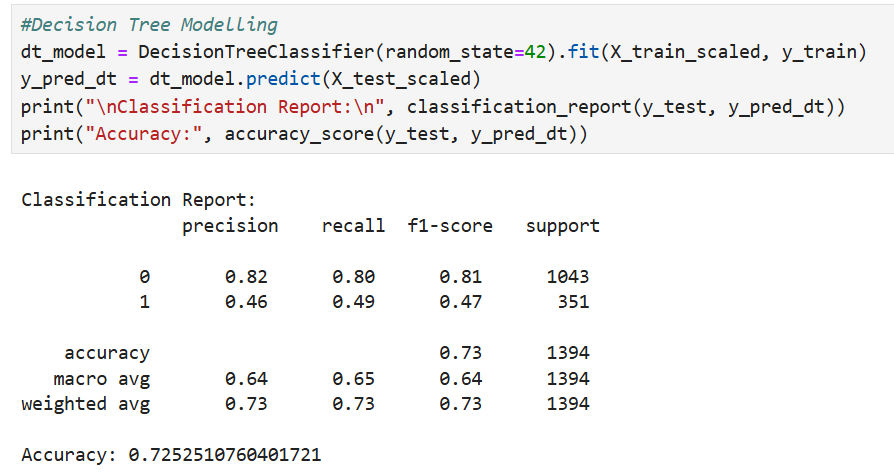 #Decision Tree Modelling
dt_model = DecisionTreeClassifier(random_state=42).fit(X_train_scaled, y_train)
y_pred_dt = dt_model.predict(X_test_scaled)
print("\nClassification Report:\n", classification_report(y_test, y_pred_dt))
print("Accuracy:", accuracy_score(y_test, y_pred_dt))
Classification Report:
precision recall f1-score support
0 0.82 0.80 0.81 1043
1 0.46 0.49 0.47 351
accuracy 0.73 1394
macro avg 0.64 0.65 0.64 1394
weighted avg 0.73 0.73 0.73 1394
Accuracy: 0.7252510760401721